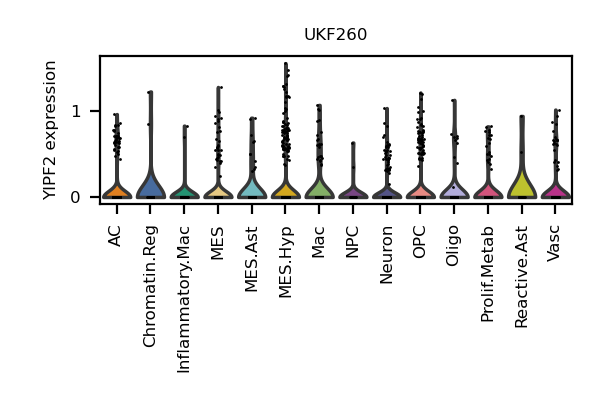 UKF260
YIPF2 expression
1
0
AC
Chromatin.Reg
Inflammatory.Mac
MES
MES.Ast
MES.Hyp
Mac
NPC
Neuron
OPC
Oligo
Prolif.Metab
Reactive.Ast
Vasc